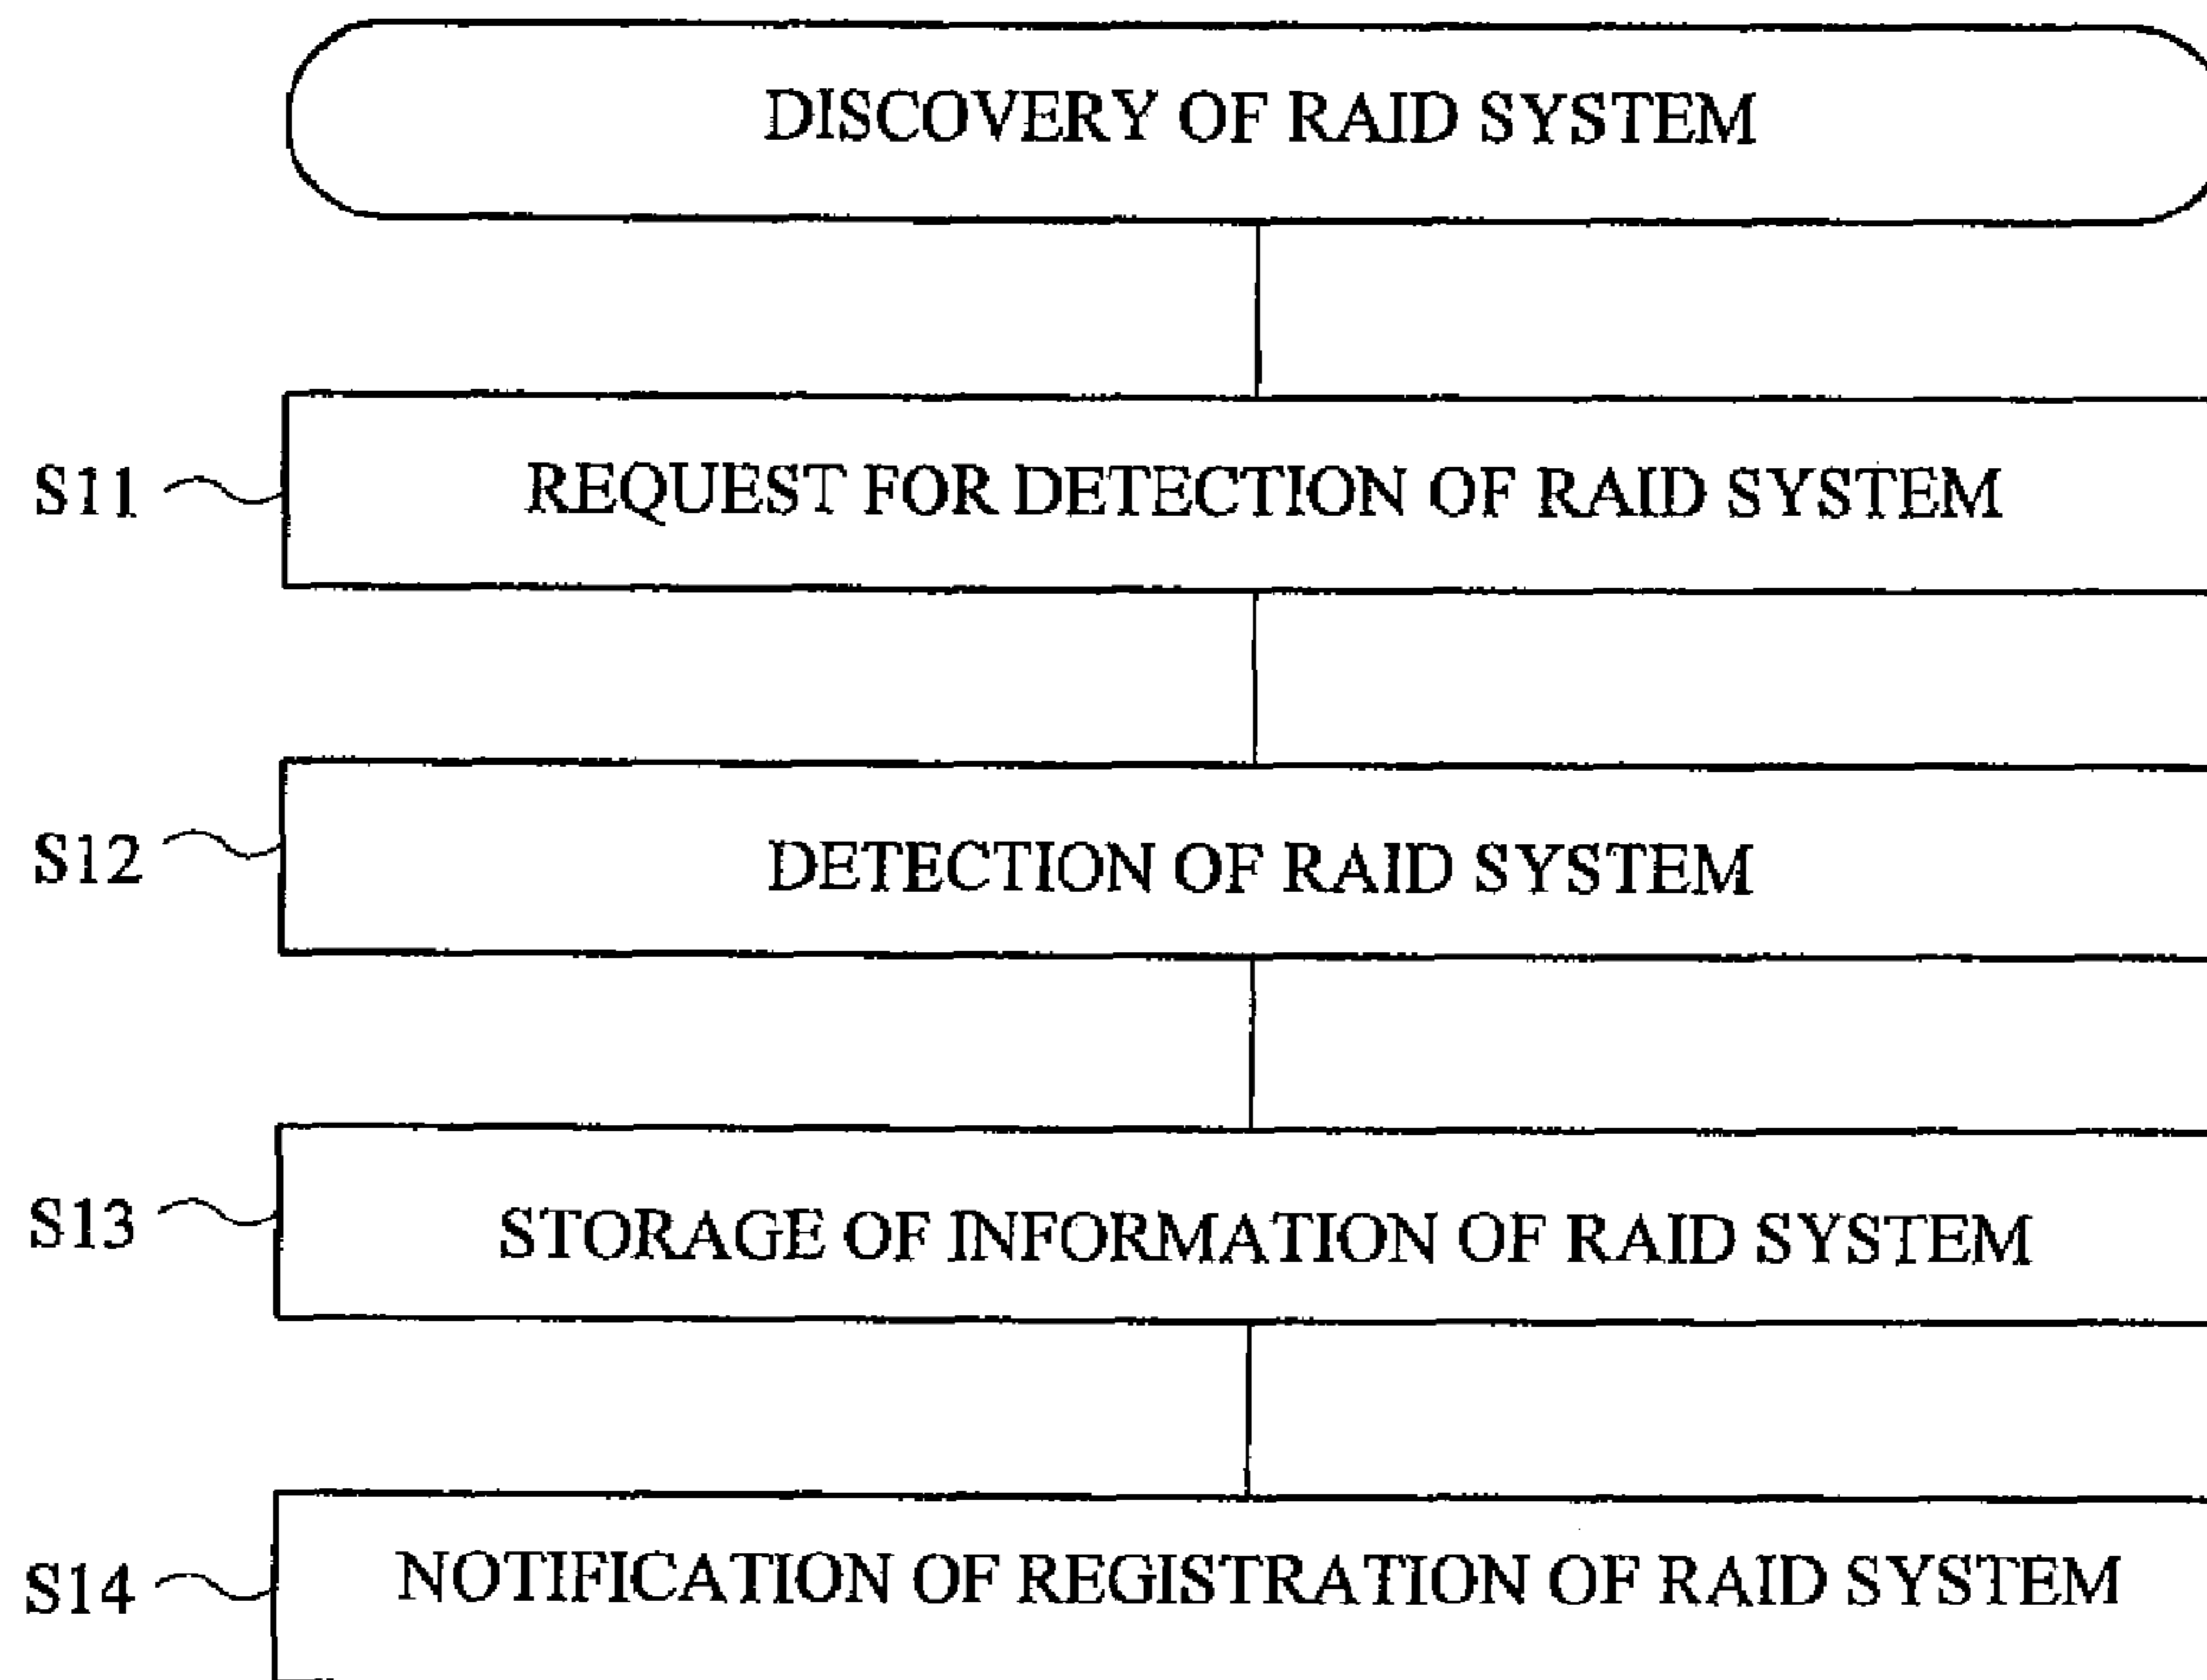 DISCOVERY OF RAID SYSTEM
S11 REQUEST FOR DETECTION OF RAID SYSTEM
S12 DETECTION OF RAID SYSTEM
S13 STORAGE OF INFORMATION OF RAID SYSTEM
S14 NOTIFICATION OF REGISTRATION OF RAID SYSTEM